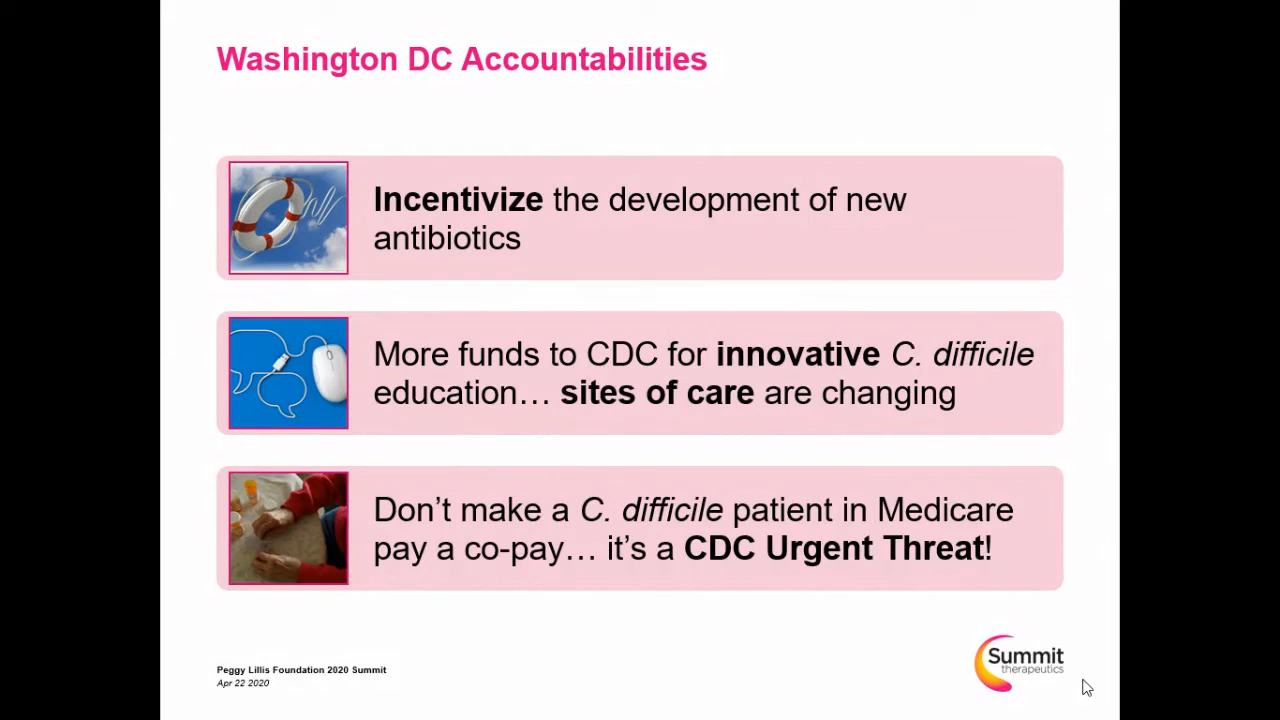 Washington DC Accountabilities
Incentivize the development of new
antibiotics
More funds to CDC for innovative C. difficile
education… sites of care are changing
Don’t make a C. difficile patient in Medicare
pay a co-pay… it’s a CDC Urgent Threat!
Peggy Lillis Foundation 2020 Summit
Apr 22 2020
Summit
therapeutics